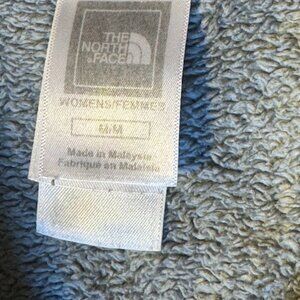 THE
NORTH
FACE
WOMENS/FEMMES
M/M
Made in Malaysia
Fabriqué en Malaisie